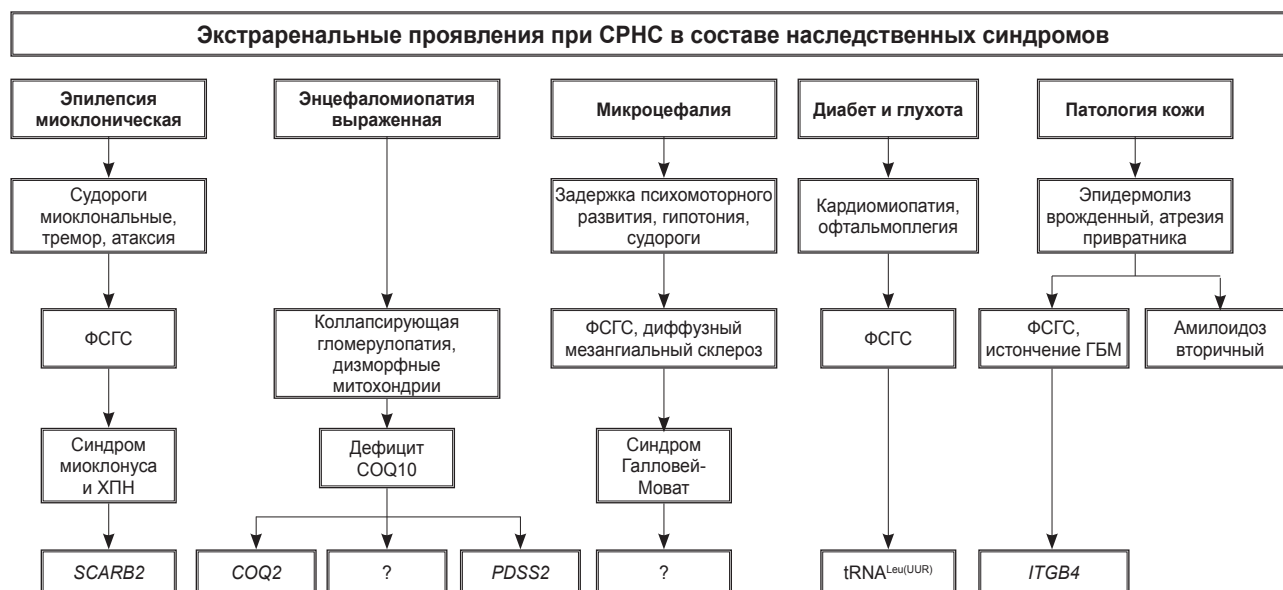 Экстраренальные проявления при СРНС в составе наследственных синдромов
Эпилепсия
миоклоническая
Энцефаломиопатия
выраженная
Микроцефалия
Диабет и глухота
Патология кожи
Судороги
миоклональные,
тремор, атаксия
Задержка психомоторного
развития, гипотония,
судороги
Кардиомиопатия,
офтальмоплегия
Эпидермолиз
врожденный, атрезия
привратника
ФСГС
Коллапсирующая
гломерулопатия,
дизморфные
митохондрии
ФСГС, диффузный
мезангиальный склероз
ФСГС
ФСГС,
истончение ГБМ
Амилоидоз
вторичный
Синдром
миоклонуса
и ХПН
Дефицит
COQ10
Синдром
Галловей-
Моват
SCARB2
COQ2
?
PDSS2
?
tRNALeu(UUR)
ITGB4